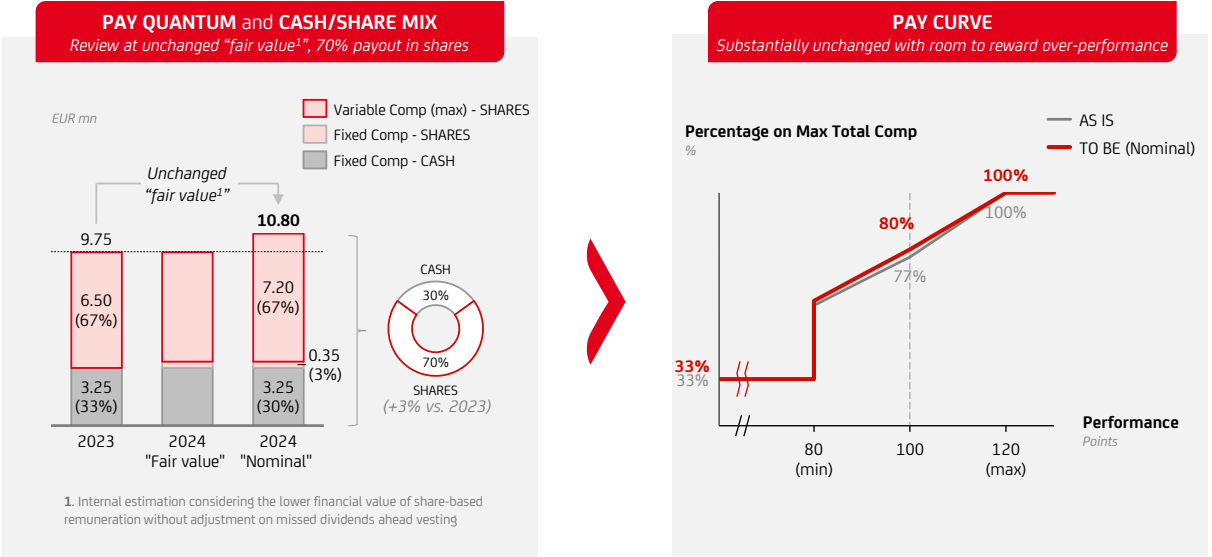 PAY QUANTUM and CASH/SHARE MIX
Review at unchanged “fair value¹”, 70% payout in shares
EUR mn
Variable Comp (max) - SHARES
Fixed Comp - SHARES
Fixed Comp - CASH
Unchanged
“fair value¹”
9.75
10.80
6.50
(67%)
7.20
(67%)
0.35
(3%)
3.25
(33%)
3.25
(30%)
2023
2024
"Fair value"
2024
"Nominal"
CASH
30%
70%
SHARES
(+3% vs. 2023)
1. Internal estimation considering the lower financial value of share-based
remuneration without adjustment on missed dividends ahead vesting
PAY CURVE
Substantially unchanged with room to reward over-performance
Percentage on Max Total Comp
%
AS IS
TO BE (Nominal)
100%
100%
80%
77%
33%
33%
80
(min)
100
120
(max)
Performance
Points